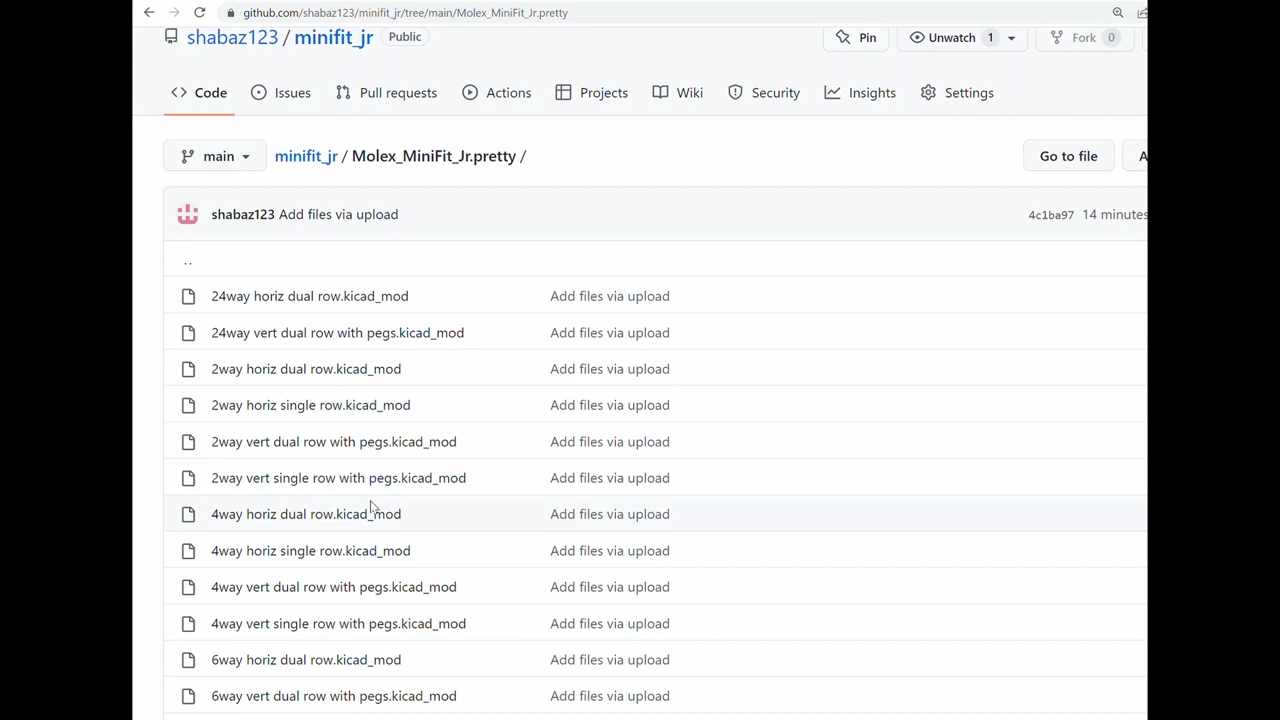 github.com/shabaz123/minifit_jr/tree/main/Molex_MiniFit_Jr.pretty
shabaz123 / minifit_jr Public Pin Unwatch 1 Fork 0
Code Issues Pull requests Actions Projects Wiki Security Insights Settings
main minifit_jr / Molex_MiniFit_Jr.pretty / Go to file A
shabaz123 Add files via upload 4c1ba97 14 minutes
..
24way horiz dual row.kicad_mod Add files via upload
24way vert dual row with pegs.kicad_mod Add files via upload
2way horiz dual row.kicad_mod Add files via upload
2way horiz single row.kicad_mod Add files via upload
2way vert dual row with pegs.kicad_mod Add files via upload
2way vert single row with pegs.kicad_mod Add files via upload
4way horiz dual row.kicad_mod Add files via upload
4way horiz single row.kicad_mod Add files via upload
4way vert dual row with pegs.kicad_mod Add files via upload
4way vert single row with pegs.kicad_mod Add files via upload
6way horiz dual row.kicad_mod Add files via upload
6way vert dual row with pegs.kicad_mod Add files via upload